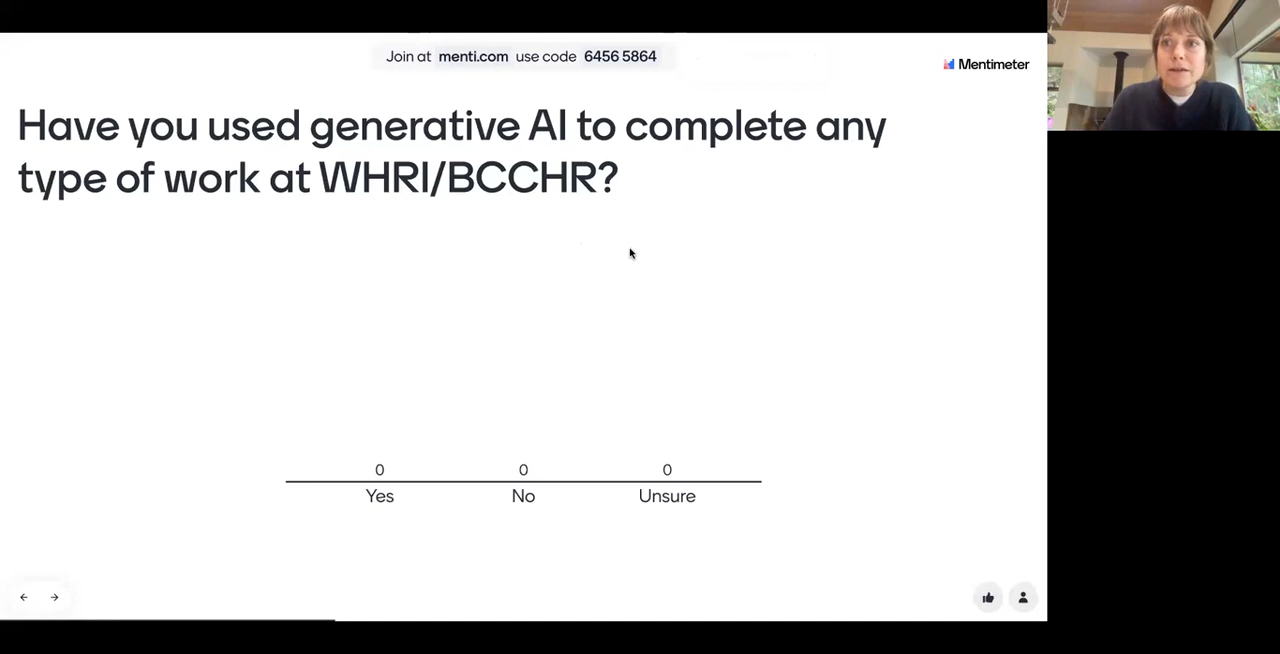 Join at menti.com use code 6456 5864
Mentimeter
Have you used generative AI to complete any
type of work at WHRI/BCCHR?
0 0 0
Yes No Unsure